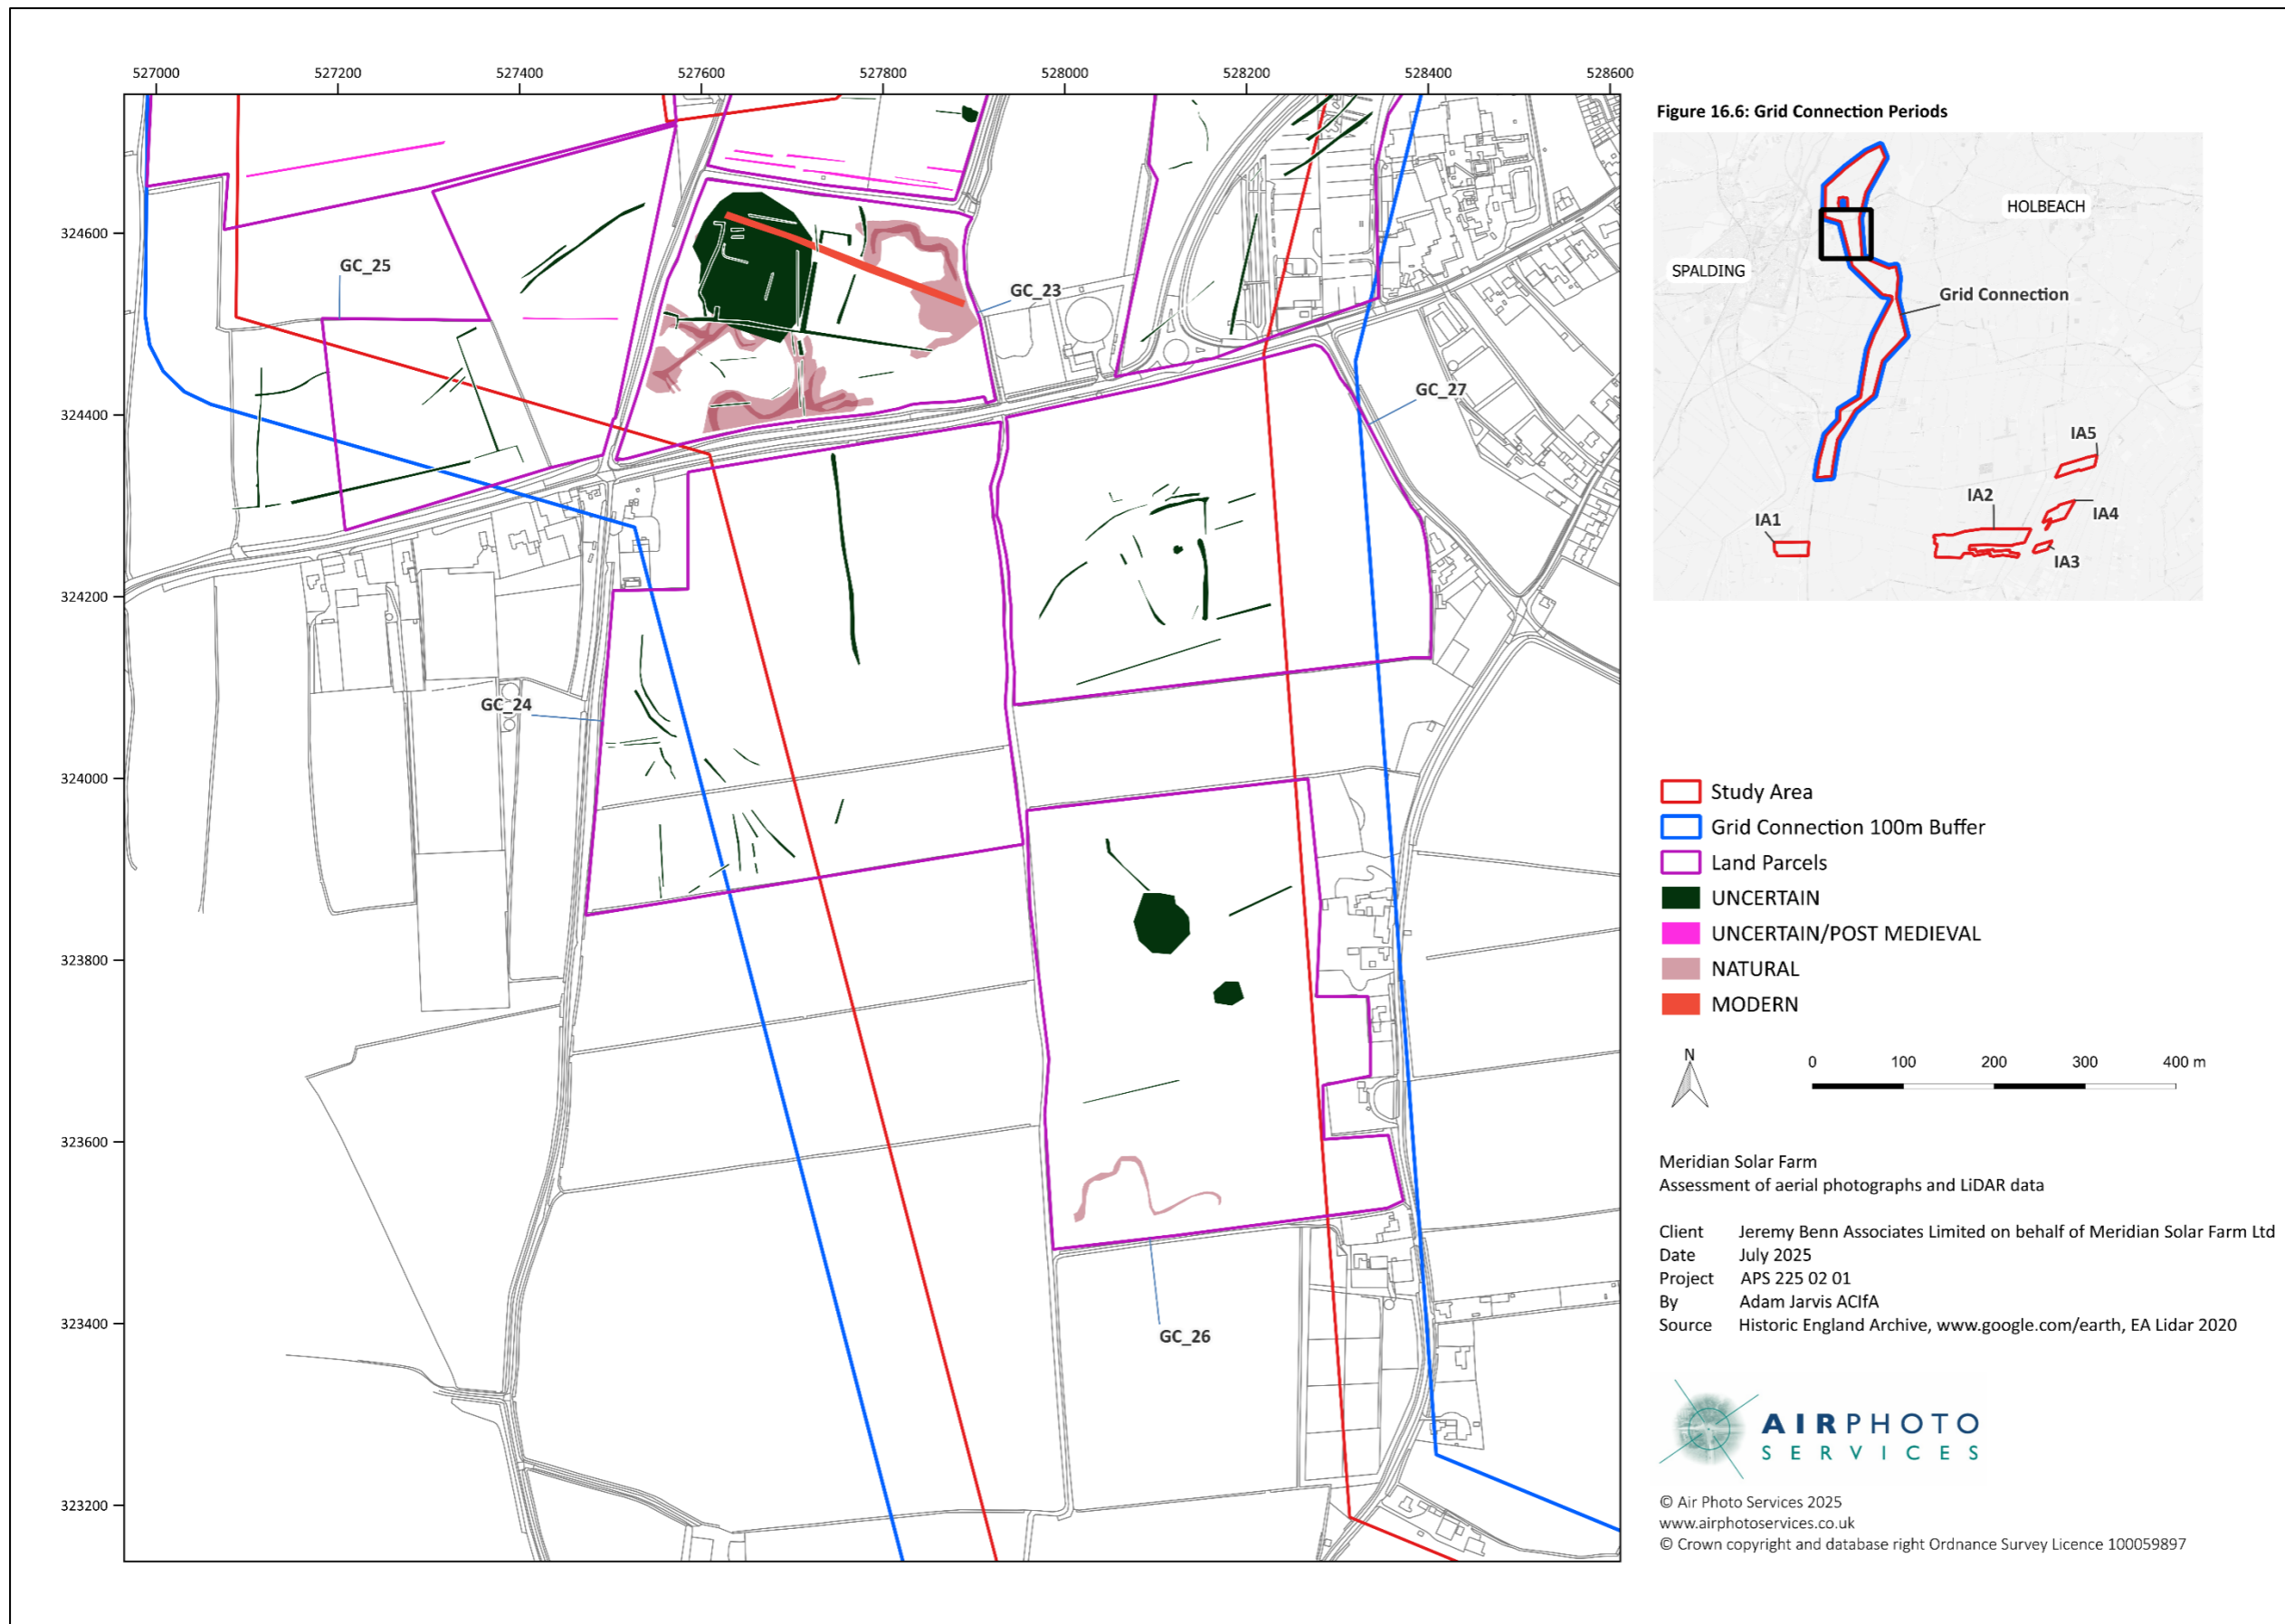 527000 527200 527400 527600 527800 528000 528200 528400 528600
324600
324400
324200
324000
323800
323600
323400
323200
GC_25
GC_23
GC_27
GC_24
GC_26
Figure 16.6: Grid Connection Periods
HOLBEACH
SPALDING
Grid Connection
IA5
IA2
IA4
IA1
IA3
Study Area
Grid Connection 100m Buffer
Land Parcels
UNCERTAIN
UNCERTAIN/POST MEDIEVAL
NATURAL
MODERN
N
0 100 200 300 400 m
Meridian Solar Farm
Assessment of aerial photographs and LiDAR data
Client Jeremy Benn Associates Limited on behalf of Meridian Solar Farm Ltd
Date July 2025
Project APS 225 02 01
By Adam Jarvis ACIfA
Source Historic England Archive, www.google.com/earth, EA Lidar 2020
AIRPHOTO
SERVICES
© Air Photo Services 2025
www.airphotoservices.co.uk
© Crown copyright and database right Ordnance Survey Licence 100059897